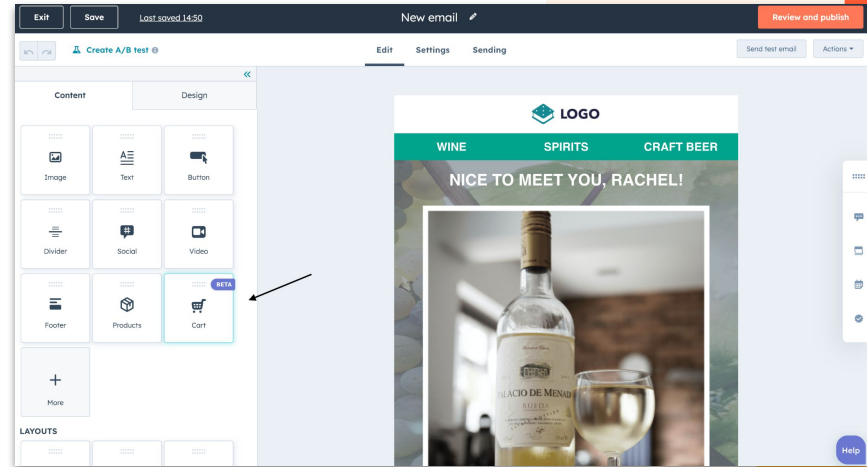 Exit Save Last saved 14:50 New email Review and publish
Create A/B test Edit Settings Sending Send test email Actions
Content Design
Image Text Button
Divider Social Video
BETA
Footer Products Cart
More
LAYOUTS
LOGO
WINE SPIRITS CRAFT BEER
NICE TO MEET YOU, RACHEL!
PALACIO DE MENADE
RUEDA
Help